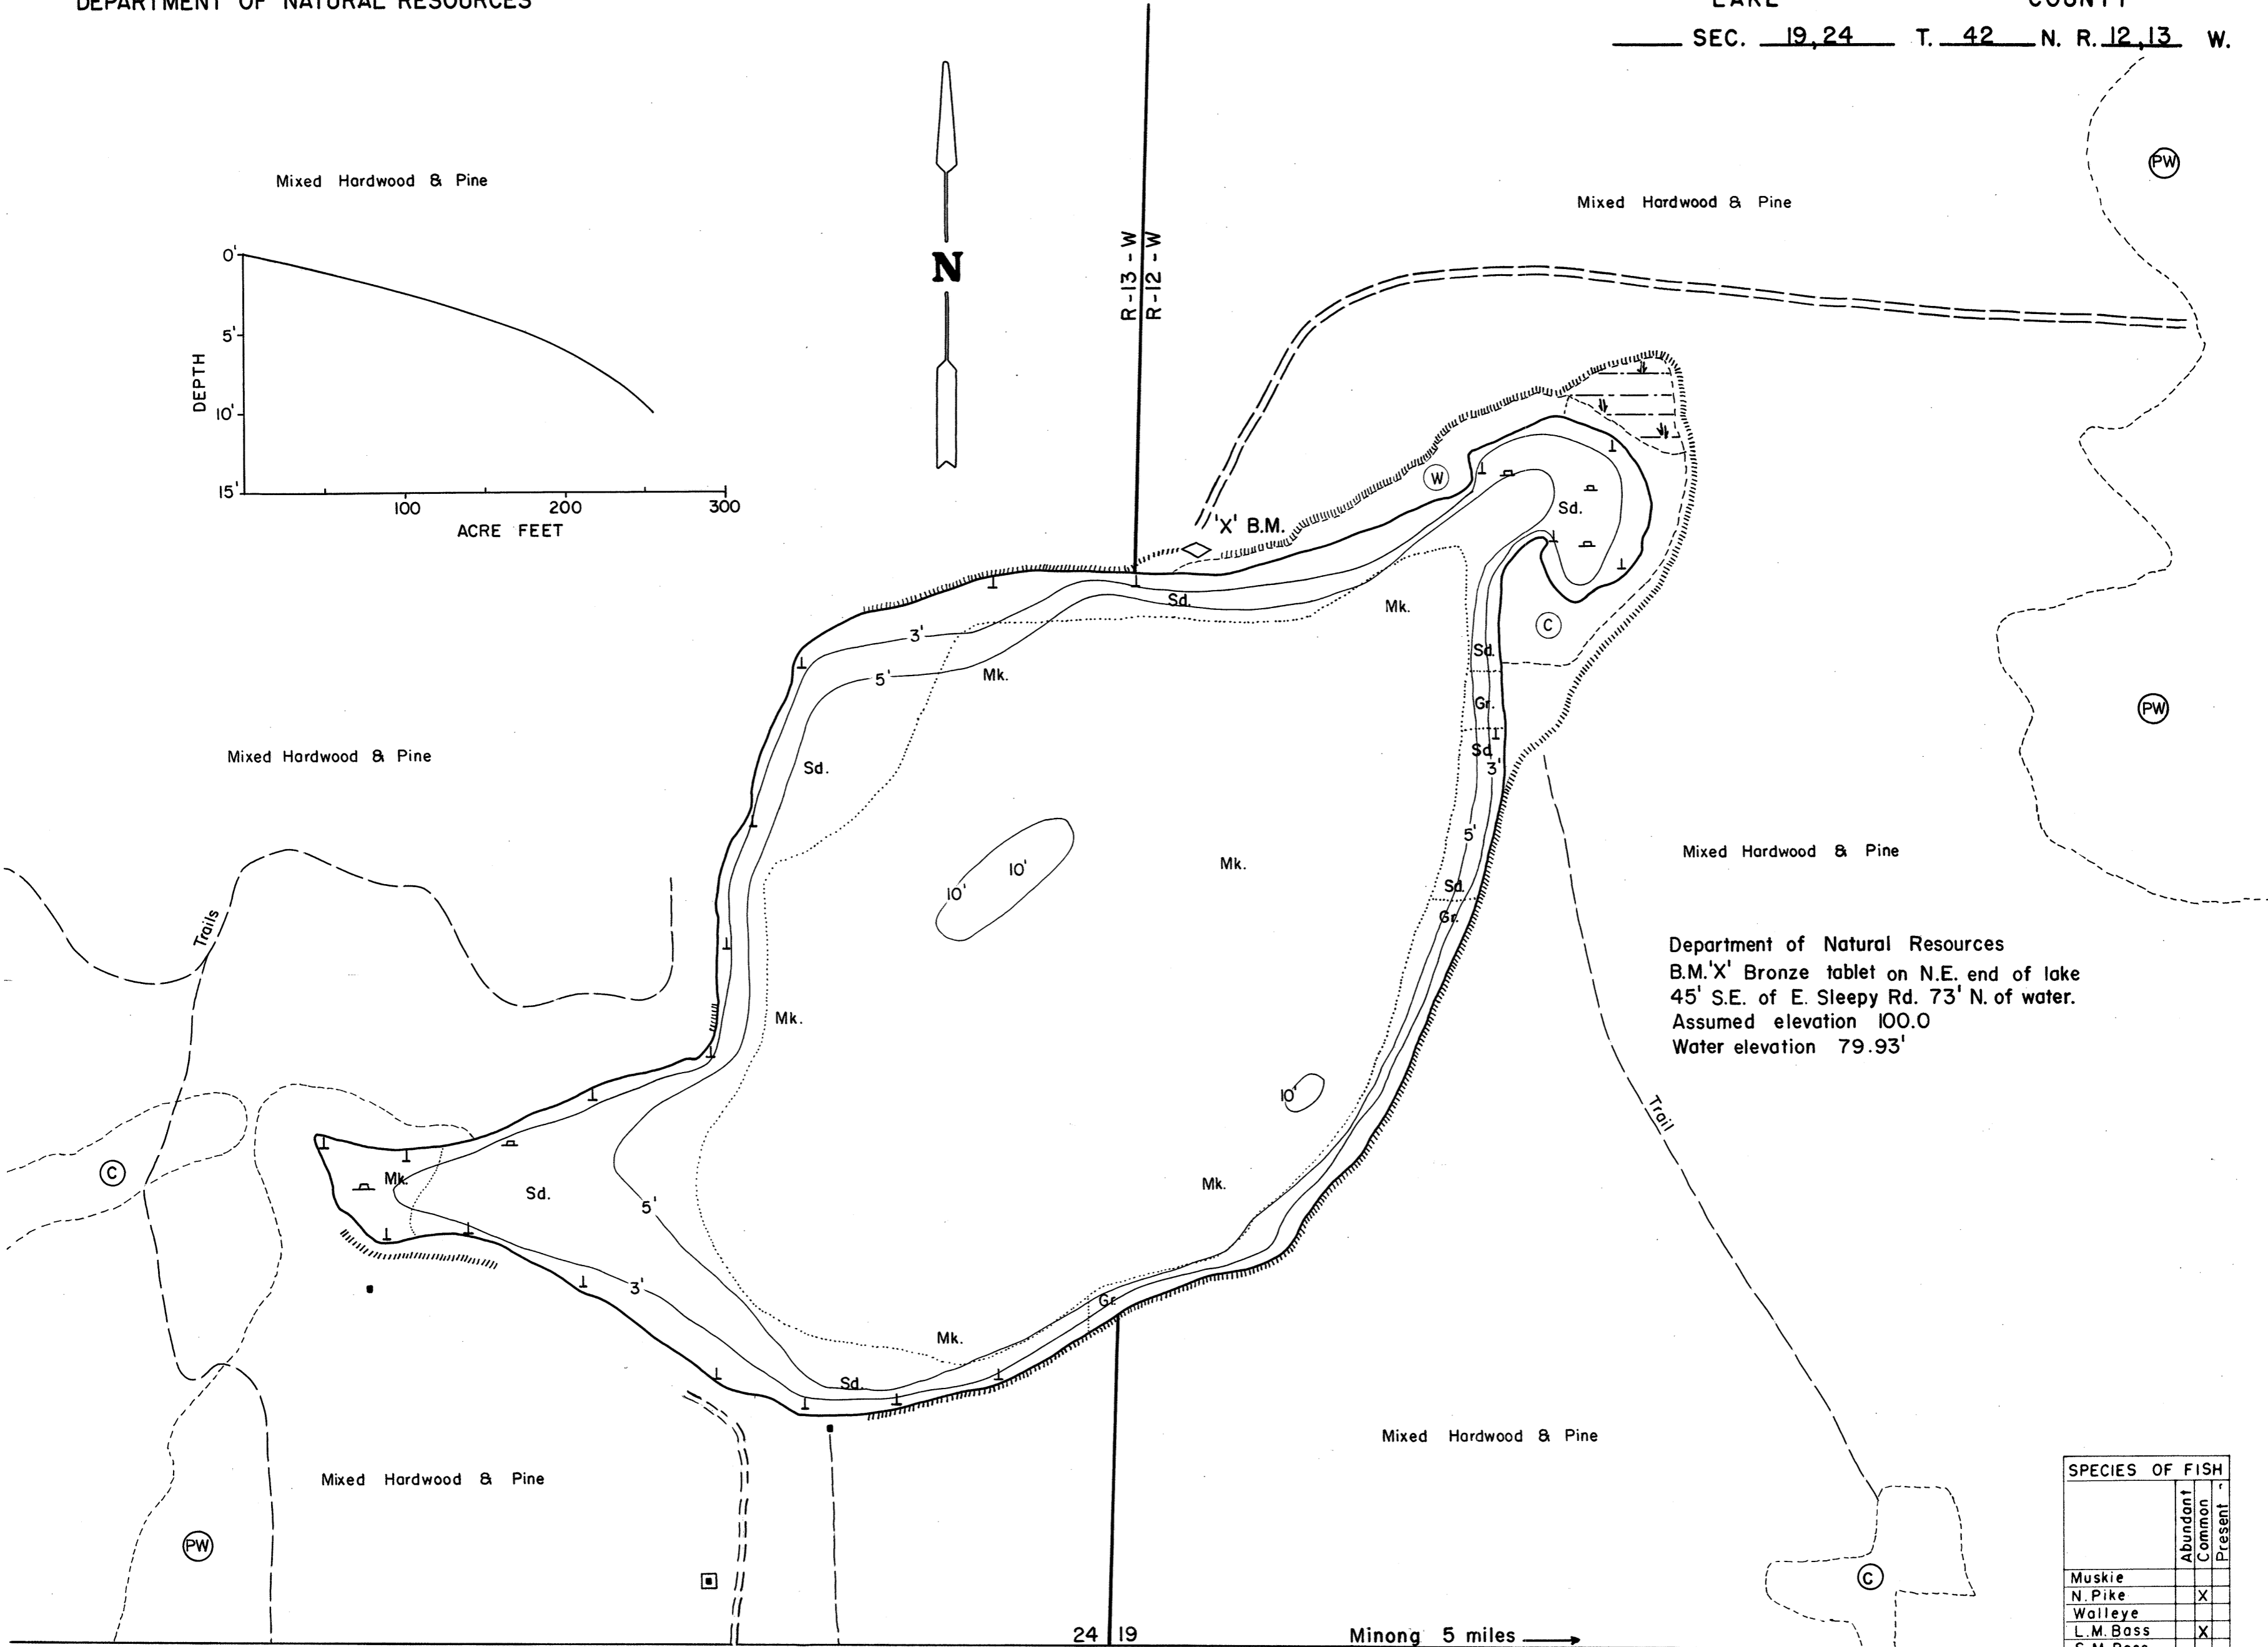 DEPARTMENT OF NATURAL RESOURCES
LAKE COUNTY
SEC. 19,24 T. 42 N. R. 12,13 W.
Mixed Hardwood & Pine
PW
Mixed Hardwood & Pine
0'
5'
10'
15'
DEPTH
100 200 300
ACRE FEET
N
R-13-W
R-12-W
'X' B.M.
W
Sd.
Sd.
Mk.
C
3'
5'
Mk.
Sd.
Gr.
Sd.
3'
PW
Mixed Hardwood & Pine
Sd.
10'
10'
Mk.
5'
Sd.
Gr.
Mixed Hardwood & Pine
Trails
Department of Natural Resources
B.M.'X' Bronze tablet on N.E. end of lake
45' S.E. of E. Sleepy Rd. 73' N. of water.
Assumed elevation 100.0
Water elevation 79.93'
Mk.
10'
Trail
C
Mk.
Sd.
5'
Mk.
3'
Gr.
Mk.
Sd.
Mixed Hardwood & Pine
Mixed Hardwood & Pine
PW
C
SPECIES OF FISH
Abundant
Common
Present
Muskie
N. Pike X
Walleye
L.M. Bass X
S.M. Bass
24 19
Minong 5 miles